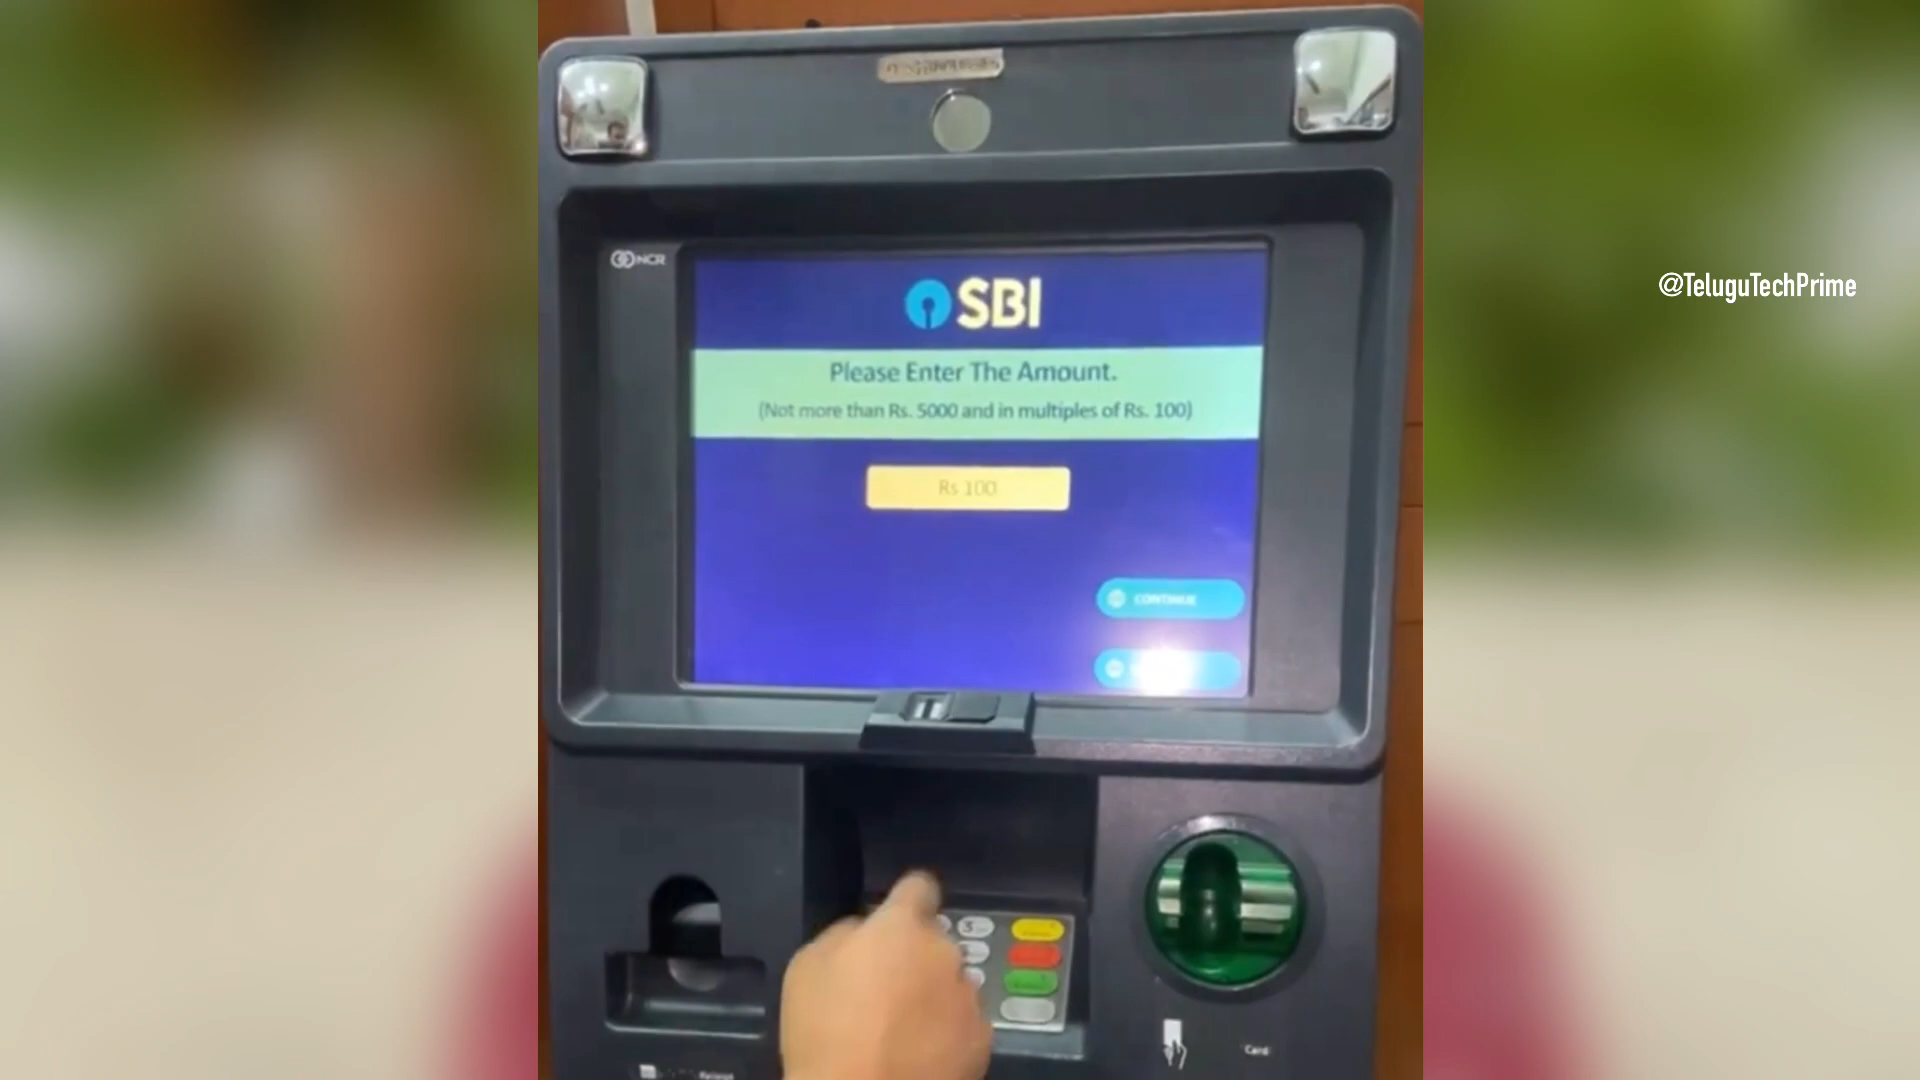 NCR
SBI
Please Enter The Amount.
(Not more than Rs. 5000 and in multiples of Rs. 100)
Rs 100
CONTINUE
@TeluguTechPrime
Card